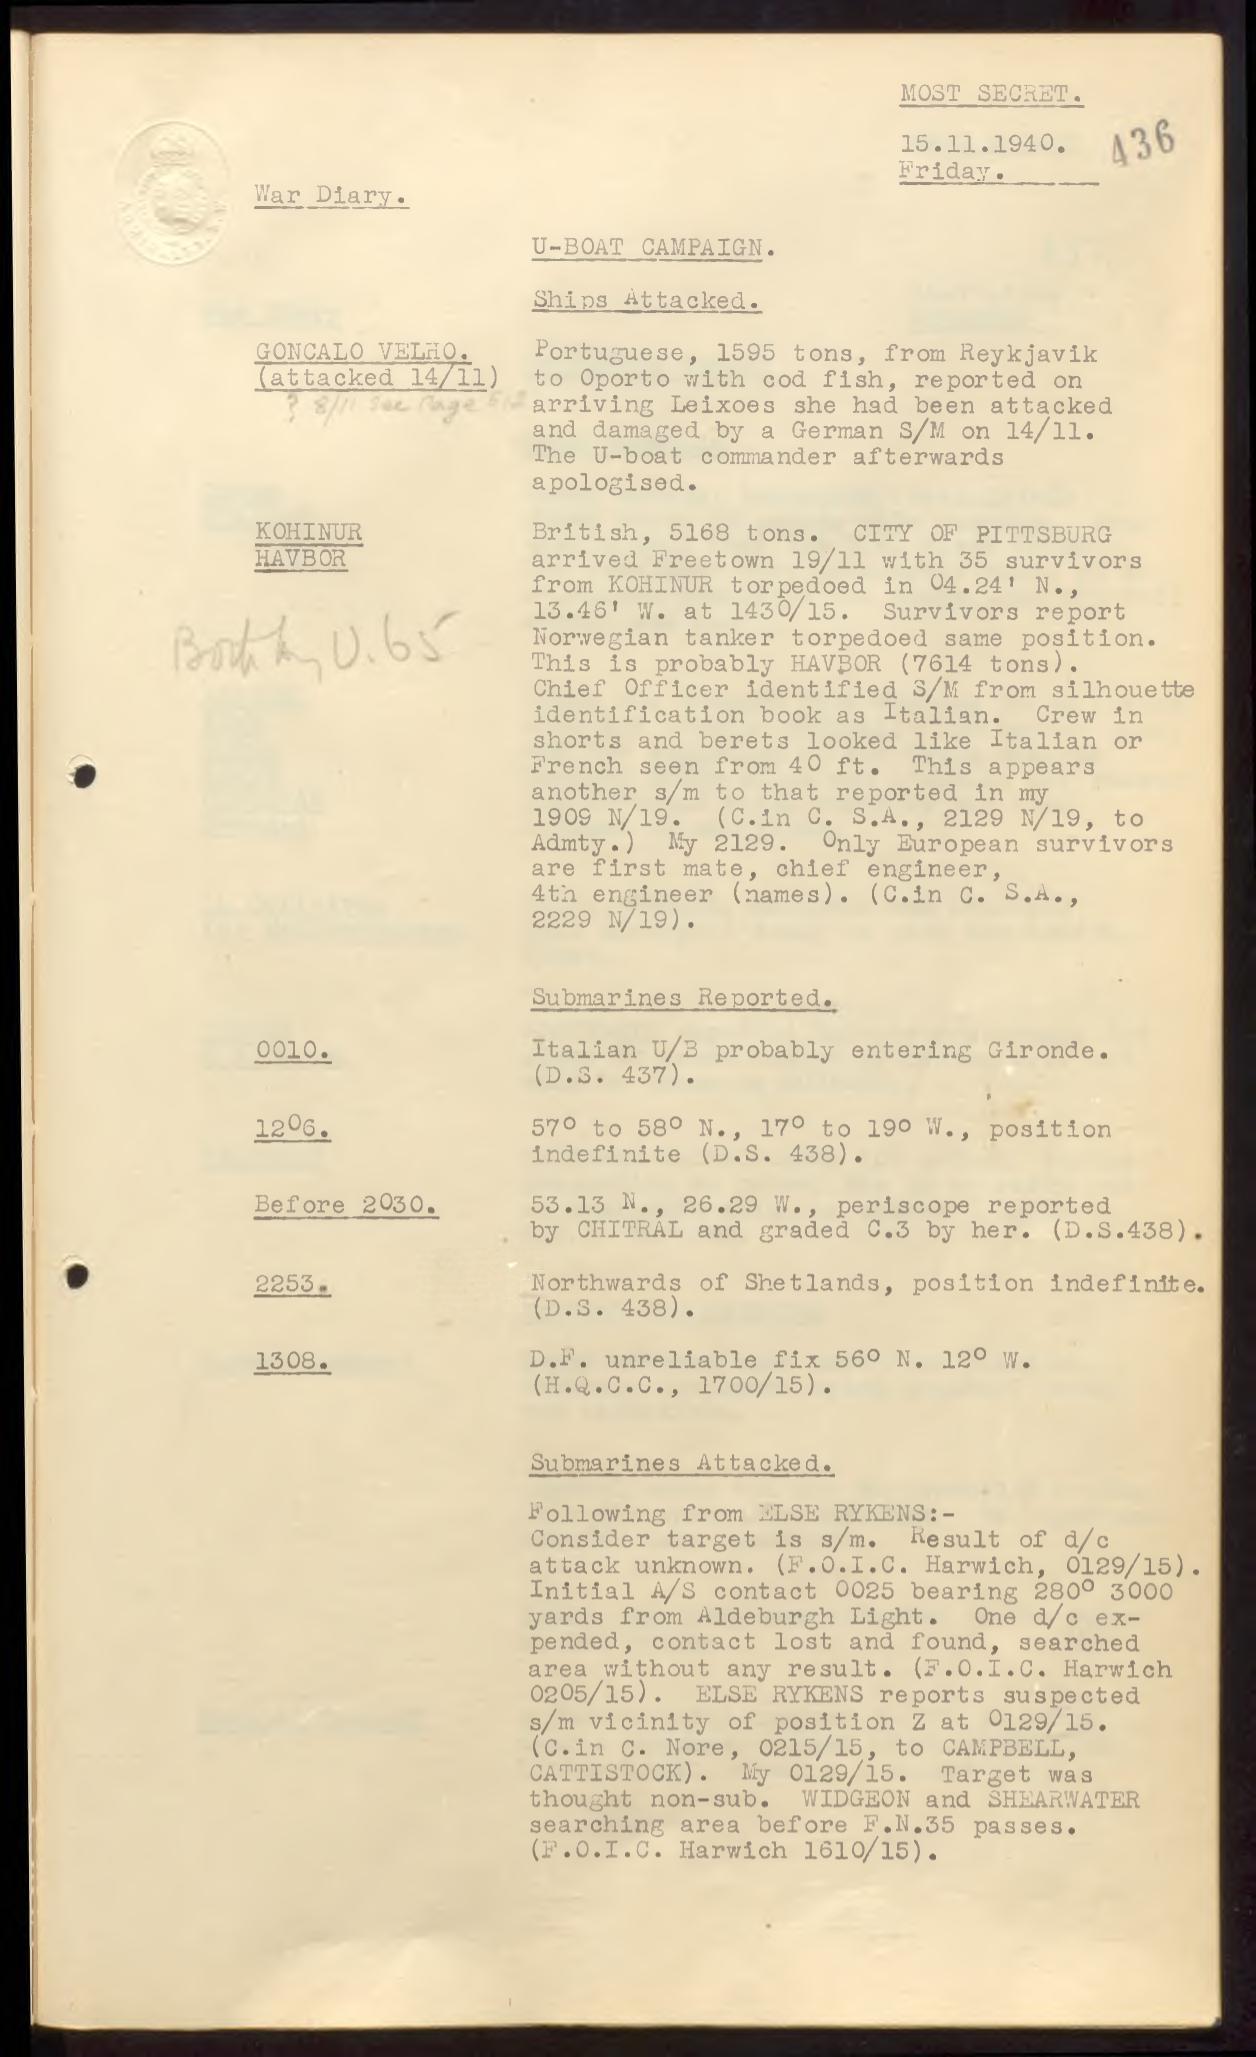 MOST SECRET.
15.11.1940.
436
Friday.
War Diary.
U-BOAT CAMPAIGN.
Ships Attacked.
GONCALO VELHO.
(attacked 14/11)
? 8/11 See Page
Portuguese, 1595 tons, from Reykjavik
to Oporto with cod fish, reported on
arriving Leixoes she had been attacked
and damaged by a German S/M on 14/11.
The U-boat commander afterwards
apologised.
KOHINUR
HAVBOR
Both by U.65
British, 5168 tons. CITY OF PITTSBURG
arrived Freetown 19/11 with 35 survivors
from KOHINUR torpedoed in 04.24' N.,
13.46' W. at 1430/15. Survivors report
Norwegian tanker torpedoed same position.
This is probably HAVBOR (7614 tons).
Chief Officer identified S/M from silhouette
identification book as Italian. Crew in
shorts and berets looked like Italian or
French seen from 40 ft. This appears
another s/m to that reported in my
1909 N/19. (C.in C. S.A., 2129 N/19, to
Admty.) My 2129. Only European survivors
are first mate, chief engineer,
4th engineer (names). (C.in C. S.A.,
2229 N/19).
Submarines Reported.
0010.
Italian U/B probably entering Gironde.
(D.S. 437).
1206.
57° to 58° N., 17° to 19° W., position
indefinite (D.S. 438).
Before 2030.
53.13 N., 26.29 W., periscope reported
by CHITRAL and graded C.3 by her. (D.S.438).
2253.
Northwards of Shetlands, position indefinite.
(D.S. 438).
1308.
D.F. unreliable fix 56° N. 12° W.
(H.Q.C.C., 1700/15).
Submarines Attacked.
Following from ELSE RYKENS:-
Consider target is s/m. Result of d/c
attack unknown. (F.O.I.C. Harwich, 0129/15).
Initial A/S contact 0025 bearing 280° 3000
yards from Aldeburgh Light. One d/c ex-
pended, contact lost and found, searched
area without any result. (F.O.I.C. Harwich
0205/15). ELSE RYKENS reports suspected
s/m vicinity of position Z at 0129/15.
(C.in C. Nore, 0215/15, to CAMPBELL,
CATTISTOCK). My 0129/15. Target was
thought non-sub. WIDGEON and SHEARWATER
searching area before F.N.35 passes.
(F.O.I.C. Harwich 1610/15).